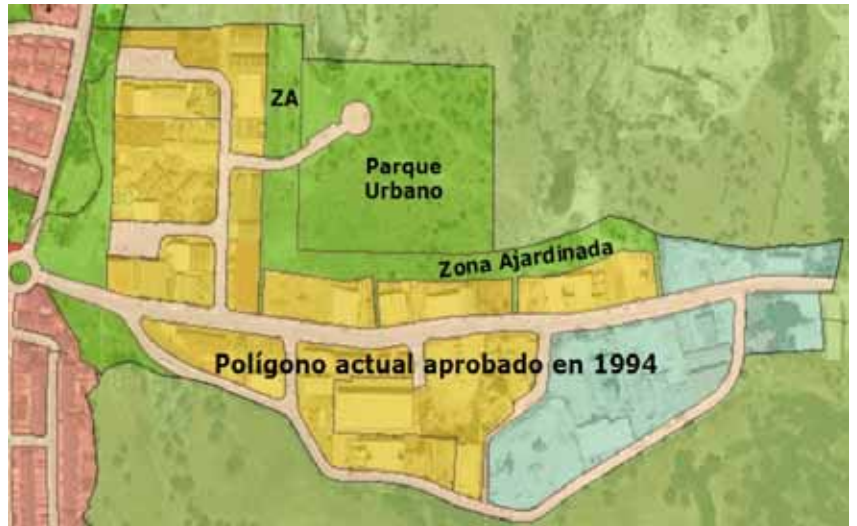 ZA
Parque
Urbano
Zona Ajardinada
Polígono actual aprobado en 1994